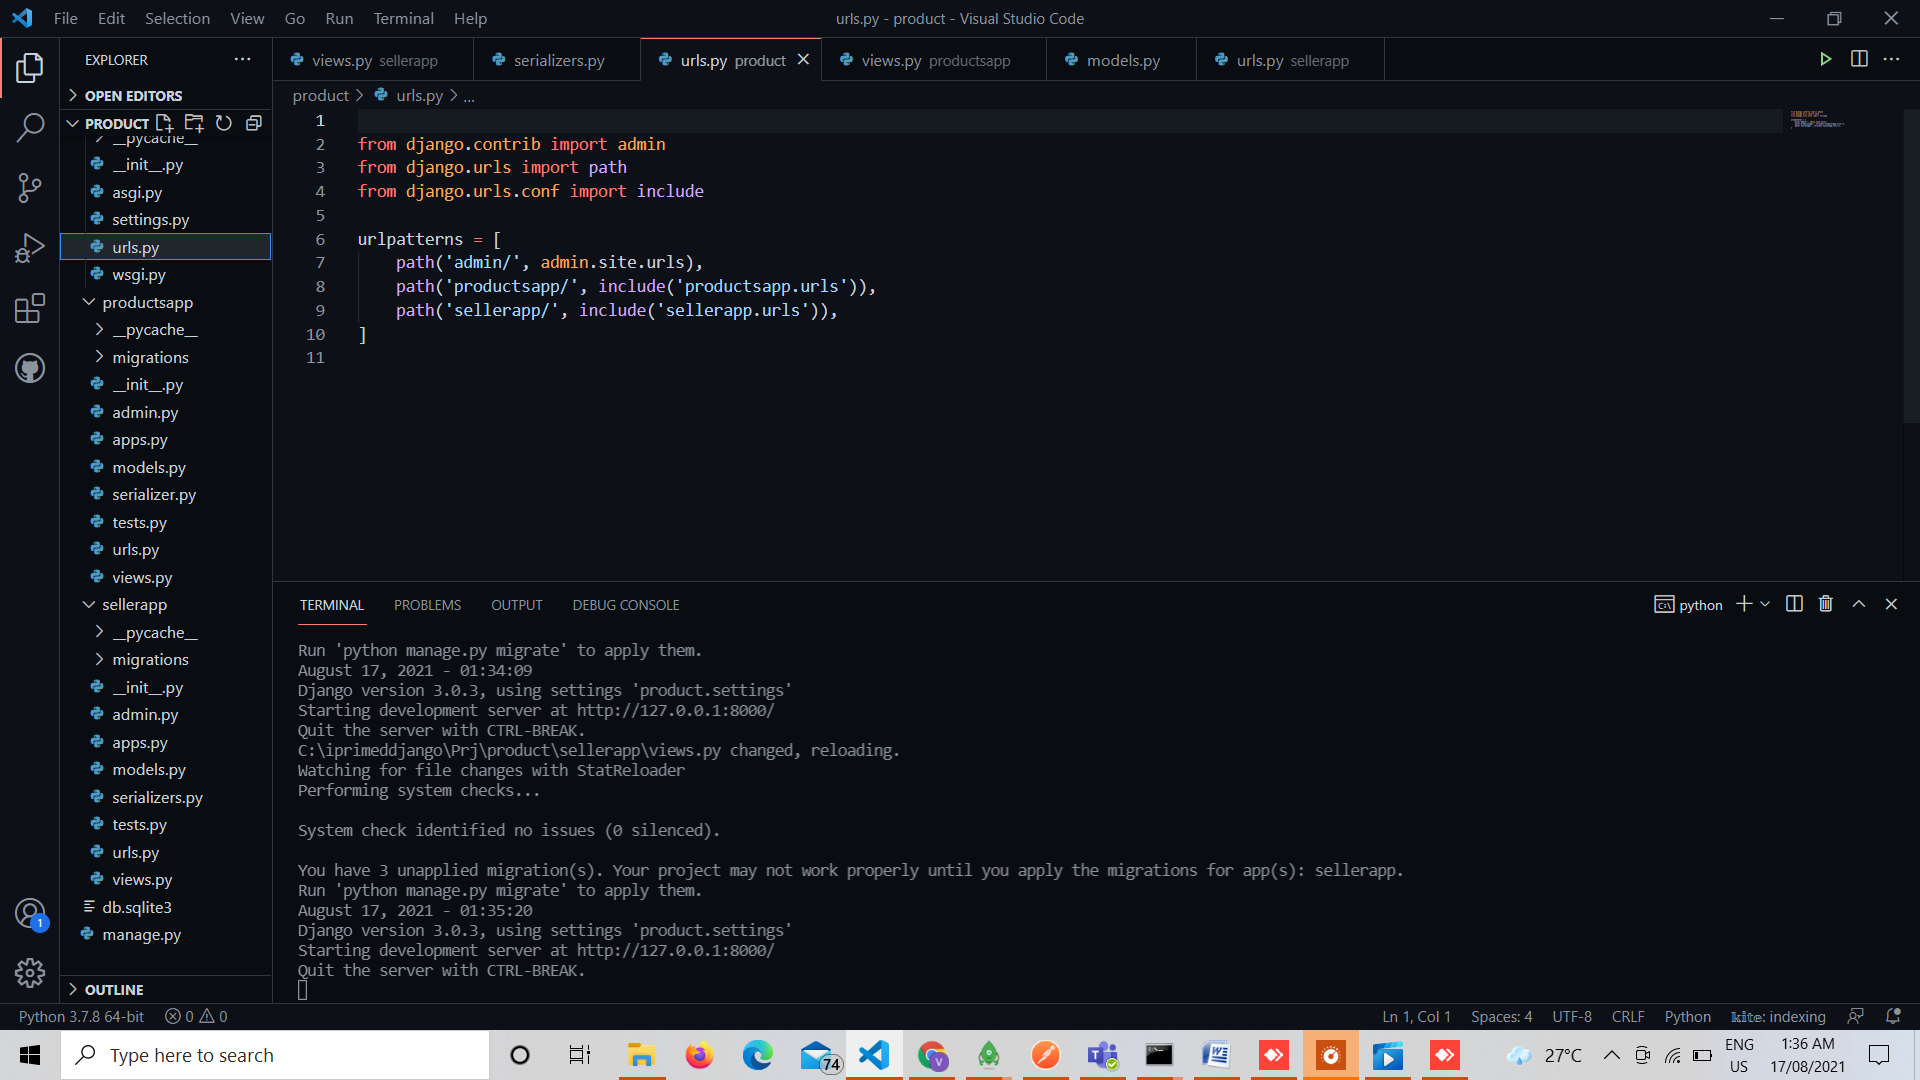 File Edit Selection View Go Run Terminal Help
urls.py - product - Visual Studio Code
EXPLORER
views.py sellerapp
serializers.py
urls.py product
views.py productsapp
models.py
urls.py sellerapp
OPEN EDITORS
PRODUCT
__pycache__
__init__.py
asgi.py
settings.py
urls.py
wsgi.py
productsapp
__pycache__
migrations
__init__.py
admin.py
apps.py
models.py
serializer.py
tests.py
urls.py
views.py
sellerapp
__pycache__
migrations
__init__.py
admin.py
apps.py
models.py
serializers.py
tests.py
urls.py
views.py
db.sqlite3
manage.py
OUTLINE
1
product > urls.py > ...
1
2 from django.contrib import admin
3 from django.urls import path
4 from django.urls.conf import include
5
6 urlpatterns = [
7 path('admin/', admin.site.urls),
8 path('productsapp/', include('productsapp.urls')),
9 path('sellerapp/', include('sellerapp.urls')),
10 ]
11
TERMINAL PROBLEMS OUTPUT DEBUG CONSOLE
python
Run 'python manage.py migrate' to apply them.
August 17, 2021 - 01:34:09
Django version 3.0.3, using settings 'product.settings'
Starting development server at http://127.0.0.1:8000/
Quit the server with CTRL-BREAK.
C:\iprimeddjango\Prj\product\sellerapp\views.py changed, reloading.
Watching for file changes with StatReloader
Performing system checks...
System check identified no issues (0 silenced).
You have 3 unapplied migration(s). Your project may not work properly until you apply the migrations for app(s): sellerapp.
Run 'python manage.py migrate' to apply them.
August 17, 2021 - 01:35:20
Django version 3.0.3, using settings 'product.settings'
Starting development server at http://127.0.0.1:8000/
Quit the server with CTRL-BREAK.
Python 3.7.8 64-bit 0 0
Ln 1, Col 1 Spaces: 4 UTF-8 CRLF Python kite: indexing
Type here to search
74
V
27°C
ENG
US
1:36 AM
17/08/2021